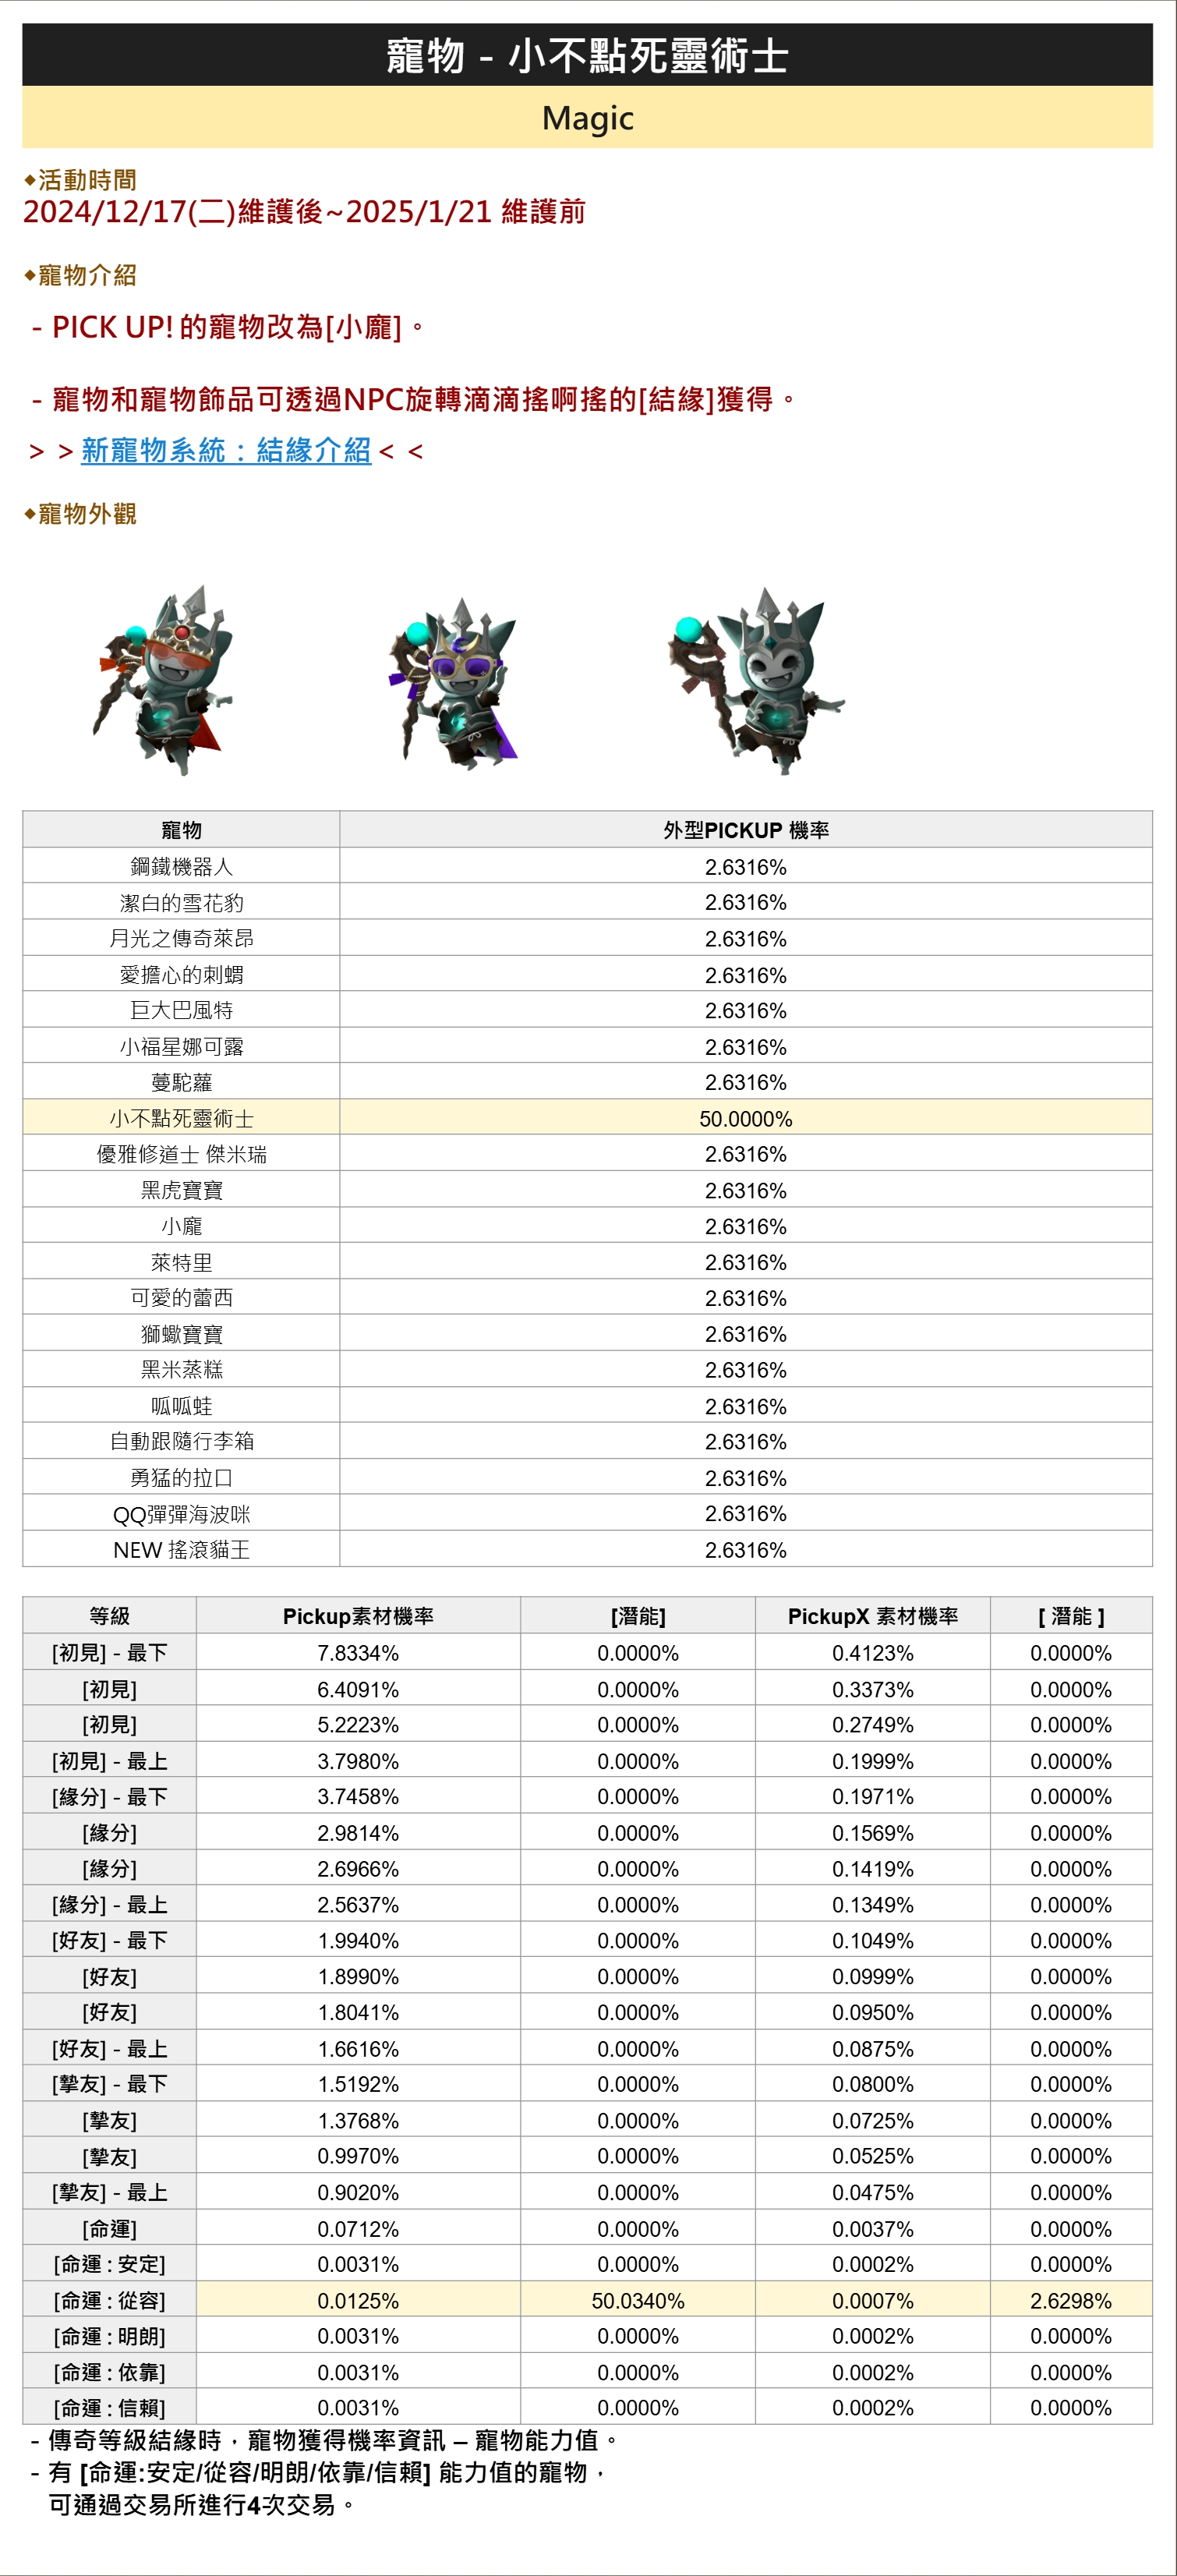 寵物 - 小不點死靈術士
Magic
◆活動時間
2024/12/17(二)維護後~2025/1/21 維護前
◆寵物介紹
- PICK UP! 的寵物改為[小龐]。
- 寵物和寵物飾品可透過NPC旋轉滴滴搖啊搖的[結緣]獲得。
＞＞新寵物系統：結緣介紹＜＜
◆寵物外觀
寵物 外型PICKUP 機率
鋼鐵機器人 2.6316%
潔白的雪花豹 2.6316%
月光之傳奇萊昂 2.6316%
愛擔心的刺蝟 2.6316%
巨大巴風特 2.6316%
小福星娜可露 2.6316%
蔓駝蘿 2.6316%
小不點死靈術士 50.0000%
優雅修道士 傑米瑞 2.6316%
黑虎寶寶 2.6316%
小龐 2.6316%
萊特里 2.6316%
可愛的蕾西 2.6316%
獅蠍寶寶 2.6316%
黑米蒸糕 2.6316%
呱呱蛙 2.6316%
自動跟隨行李箱 2.6316%
勇猛的拉口 2.6316%
QQ彈彈海波咪 2.6316%
NEW 搖滾貓王 2.6316%
等級 Pickup素材機率 [潛能] PickupX 素材機率 [ 潛能 ]
[初見] - 最下 7.8334% 0.0000% 0.4123% 0.0000%
[初見] 6.4091% 0.0000% 0.3373% 0.0000%
[初見] 5.2223% 0.0000% 0.2749% 0.0000%
[初見] - 最上 3.7980% 0.0000% 0.1999% 0.0000%
[緣分] - 最下 3.7458% 0.0000% 0.1971% 0.0000%
[緣分] 2.9814% 0.0000% 0.1569% 0.0000%
[緣分] 2.6966% 0.0000% 0.1419% 0.0000%
[緣分] - 最上 2.5637% 0.0000% 0.1349% 0.0000%
[好友] - 最下 1.9940% 0.0000% 0.1049% 0.0000%
[好友] 1.8990% 0.0000% 0.0999% 0.0000%
[好友] 1.8041% 0.0000% 0.0950% 0.0000%
[好友] - 最上 1.6616% 0.0000% 0.0875% 0.0000%
[摯友] - 最下 1.5192% 0.0000% 0.0800% 0.0000%
[摯友] 1.3768% 0.0000% 0.0725% 0.0000%
[摯友] 0.9970% 0.0000% 0.0525% 0.0000%
[摯友] - 最上 0.9020% 0.0000% 0.0475% 0.0000%
[命運] 0.0712% 0.0000% 0.0037% 0.0000%
[命運 : 安定] 0.0031% 0.0000% 0.0002% 0.0000%
[命運 : 從容] 0.0125% 50.0340% 0.0007% 2.6298%
[命運 : 明朗] 0.0031% 0.0000% 0.0002% 0.0000%
[命運 : 依靠] 0.0031% 0.0000% 0.0002% 0.0000%
[命運 : 信賴] 0.0031% 0.0000% 0.0002% 0.0000%
- 傳奇等級結緣時，寵物獲得機率資訊 – 寵物能力值。
- 有 [命運:安定/從容/明朗/依靠/信賴] 能力值的寵物，
可通過交易所進行4次交易。